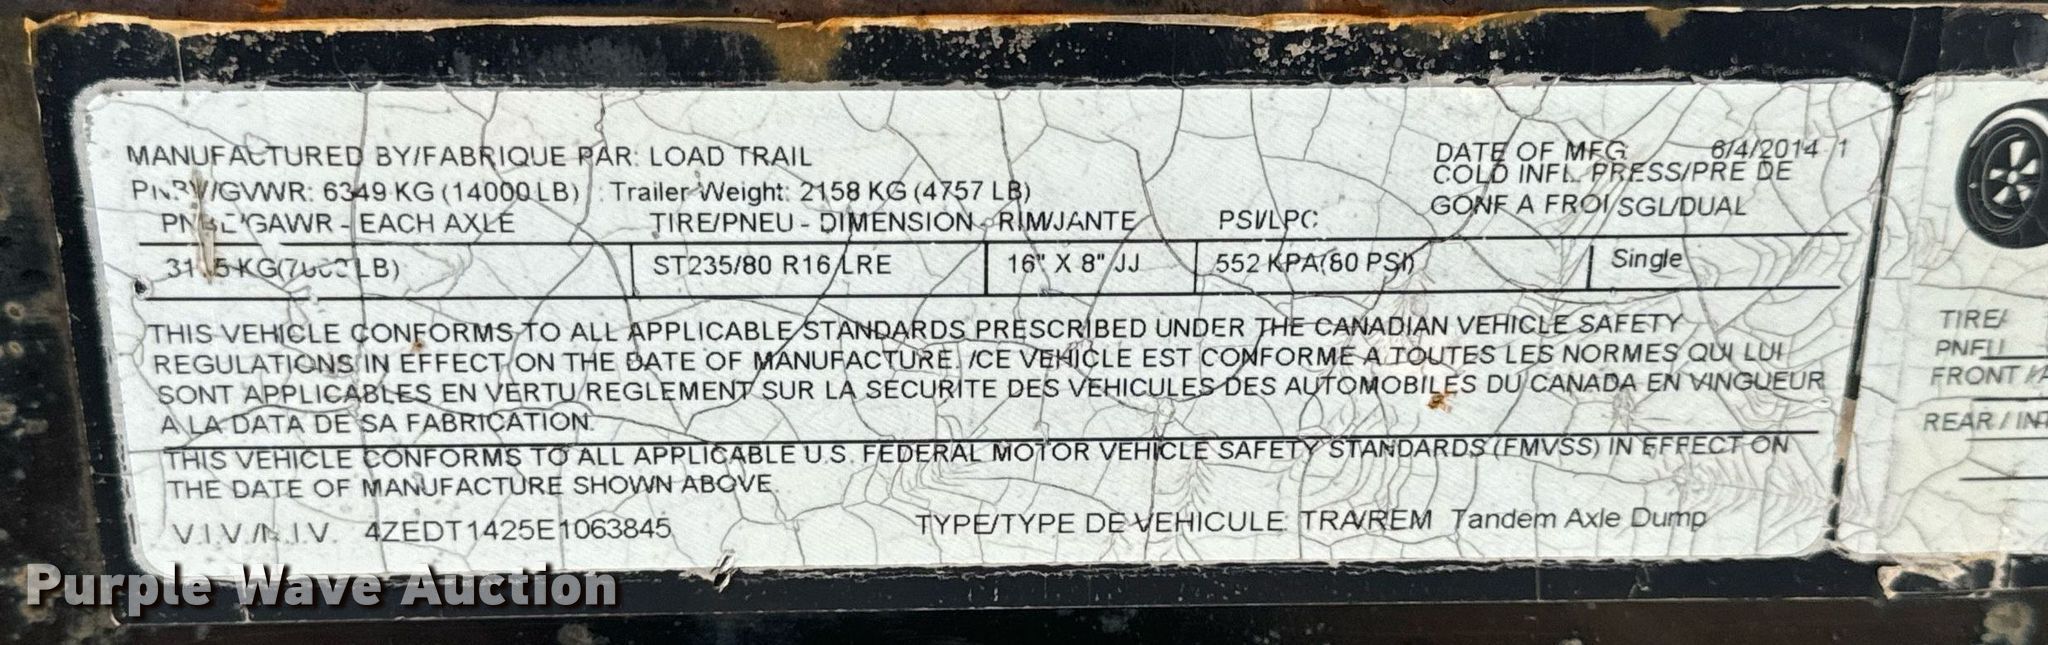 MANUFACTURED BY/FABRIQUE PAR: LOAD TRAIL
DATE OF MFG 6/4/2014 1
COLD INFL. PRESS/PRE DE
GVWR: 6349 KG (14000 LB) Trailer Weight: 2158 KG (4757 LB)
GONF A FROI SGL/DUAL
GAWR - EACH AXLE TIRE/PNEU - DIMENSION RIM/JANTE PSI/LPC:
LB) ST235/80 R16 LRE 16" X 8" JJ 552 KPA(80 PSI) Single
THIS VEHICLE CONFORMS TO ALL APPLICABLE STANDARDS PRESCRIBED UNDER THE CANADIAN VEHICLE SAFETY
REGULATIONS IN EFFECT ON THE DATE OF MANUFACTURE. /CE VEHICLE EST CONFORME A TOUTES LES NORMES QUI LUI
SONT APPLICABLES EN VERTU REGLEMENT SUR LA SECURITE DES VEHICULES DES AUTOMOBILES DU CANADA EN VINGUEUR
A LA DATA DE SA FABRICATION.
THIS VEHICLE CONFORMS TO ALL APPLICABLE U.S. FEDERAL MOTOR VEHICLE SAFETY STANDARDS (FMVSS) IN EFFECT ON
THE DATE OF MANUFACTURE SHOWN ABOVE.
V.I.V./N.I.V. 4ZEDT1425E1063845 TYPE/TYPE DE VEHICULE: TRA/REM Tandem Axle Dump
TIRE/
PNEU
FRONT /
REAR /
Purple Wave Auction